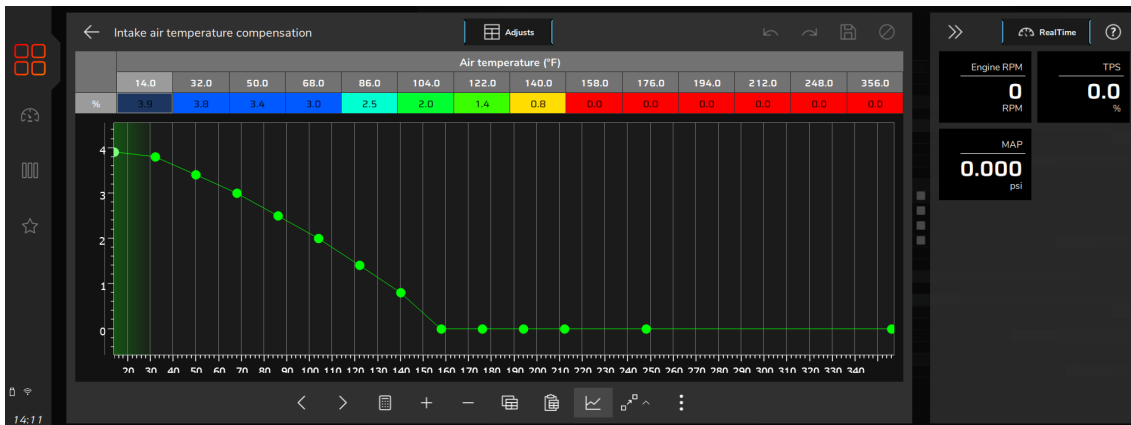 Intake air temperature compensation
Adjusts
RealTime
?
Air temperature (°F)
14.0 32.0 50.0 68.0 86.0 104.0 122.0 140.0 158.0 176.0 194.0 212.0 248.0 356.0
% 3.9 3.8 3.4 3.0 2.5 2.0 1.4 0.8 0.0 0.0 0.0 0.0 0.0 0.0
4
3
2
1
0
20 30 40 50 60 70 80 90 100 110 120 130 140 150 160 170 180 190 200 210 220 230 240 250 260 270 280 290 300 310 320 330 340
Engine RPM
0
RPM
TPS
0.0
%
MAP
0.000
psi
14:11